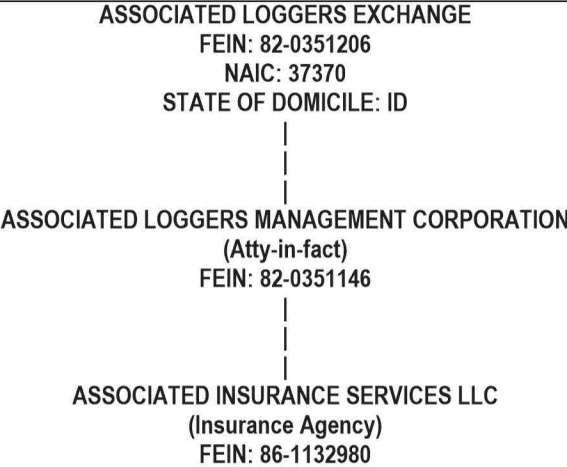 ASSOCIATED LOGGERS EXCHANGE
FEIN: 82-0351206
NAIC: 37370
STATE OF DOMICILE: ID
ASSOCIATED LOGGERS MANAGEMENT CORPORATION
(Atty-in-fact)
FEIN: 82-0351146
ASSOCIATED INSURANCE SERVICES LLC
(Insurance Agency)
FEIN: 86-1132980